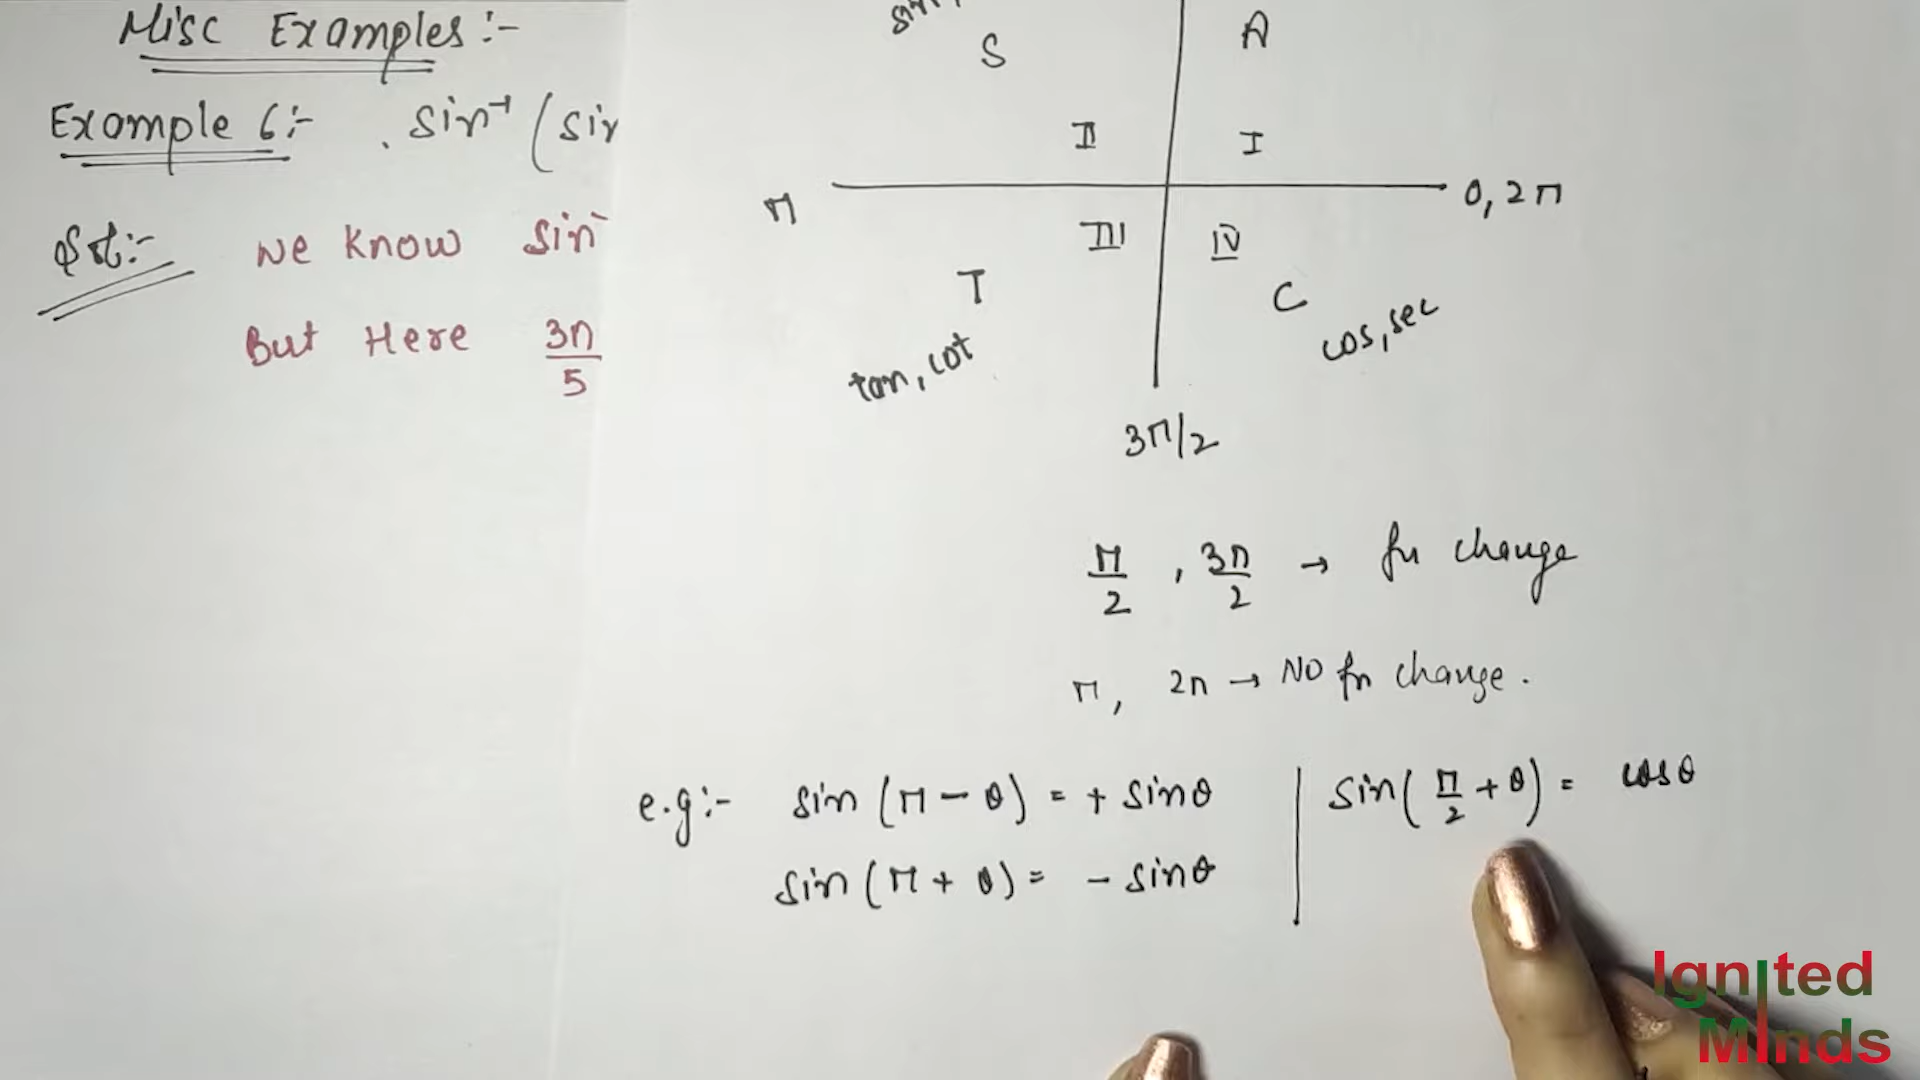 Misc Examples :-
Example 6:- . sin⁻¹ (sin
Sol:- We know sin⁻
But Here 3π/5
S
A
II
I
π
0, 2π
III
IV
T
C
tan, cot
cos, sec
3π/2
π/2 , 3π/2 → fn change
π, 2π → NO fn change.
e.g:- sin (π - θ) = + sinθ
sin (π/2 + θ) = cosθ
sin (π + θ) = - sinθ
Ignited
Minds